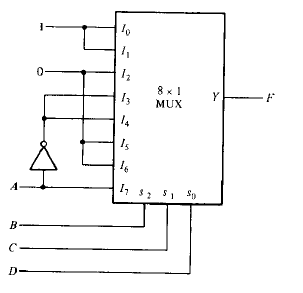 1
I₀
I₁
0
I₂
I₃
8 × 1
MUX
Y
F
I₄
I₅
I₆
A
I₇
s₂
s₁
s₀
B
C
D